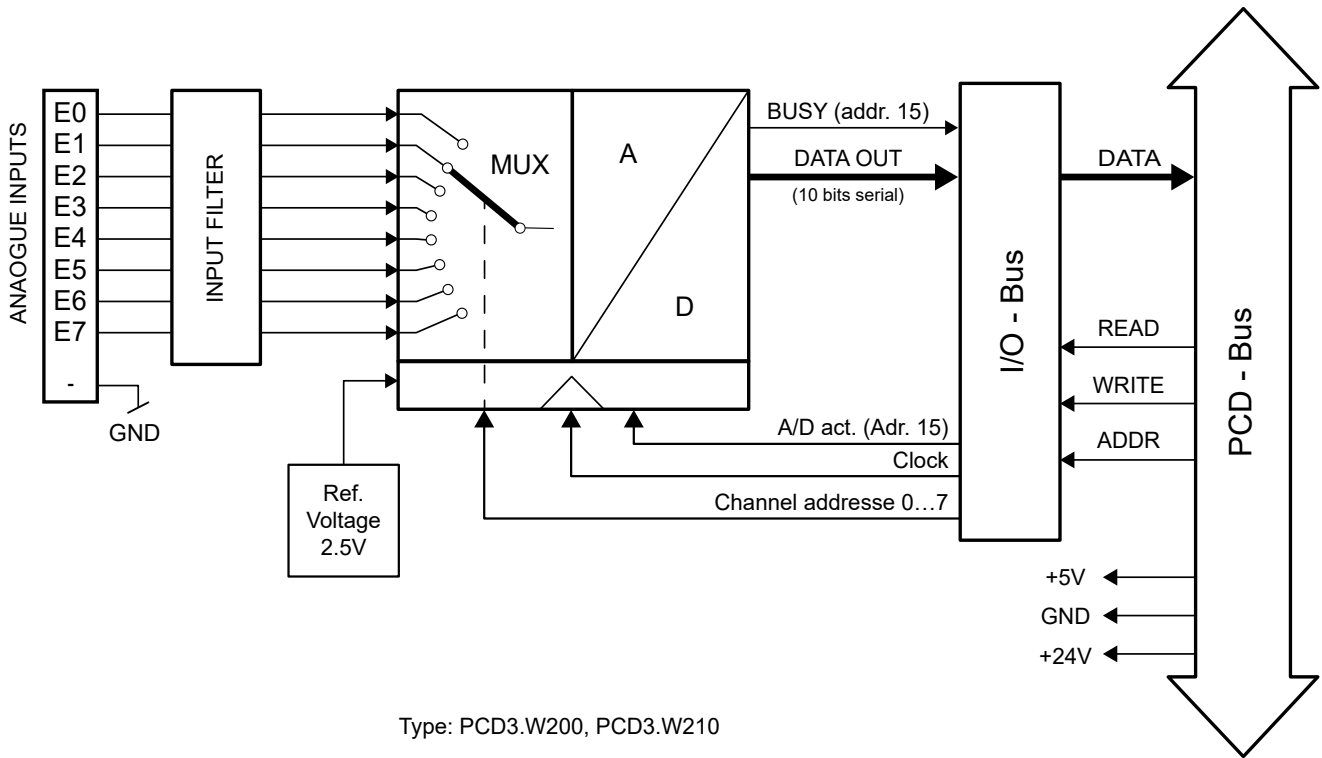 ANAOGUE INPUTS
E0
E1
E2
E3
E4
E5
E6
E7
-
GND
INPUT FILTER
MUX
A
D
Ref.
Voltage
2.5V
BUSY (addr. 15)
DATA OUT
(10 bits serial)
A/D act. (Adr. 15)
Clock
Channel addresse 0…7
I/O - Bus
DATA
READ
WRITE
ADDR
+5V
GND
+24V
PCD - Bus
Type: PCD3.W200, PCD3.W210